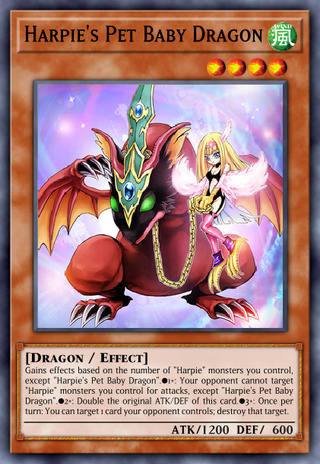 Harpie's Pet Baby Dragon
WIND
風
[Dragon / Effect]
Gains effects based on the number of "Harpie" monsters you control,
except "Harpie's Pet Baby Dragon".●1+: Your opponent cannot target
"Harpie" monsters you control for attacks, except "Harpie's Pet Baby
Dragon".●2+: Double the original ATK/DEF of this card.●3+: Once per
turn: You can target 1 card your opponent controls; destroy that target.
ATK/1200 DEF/ 600